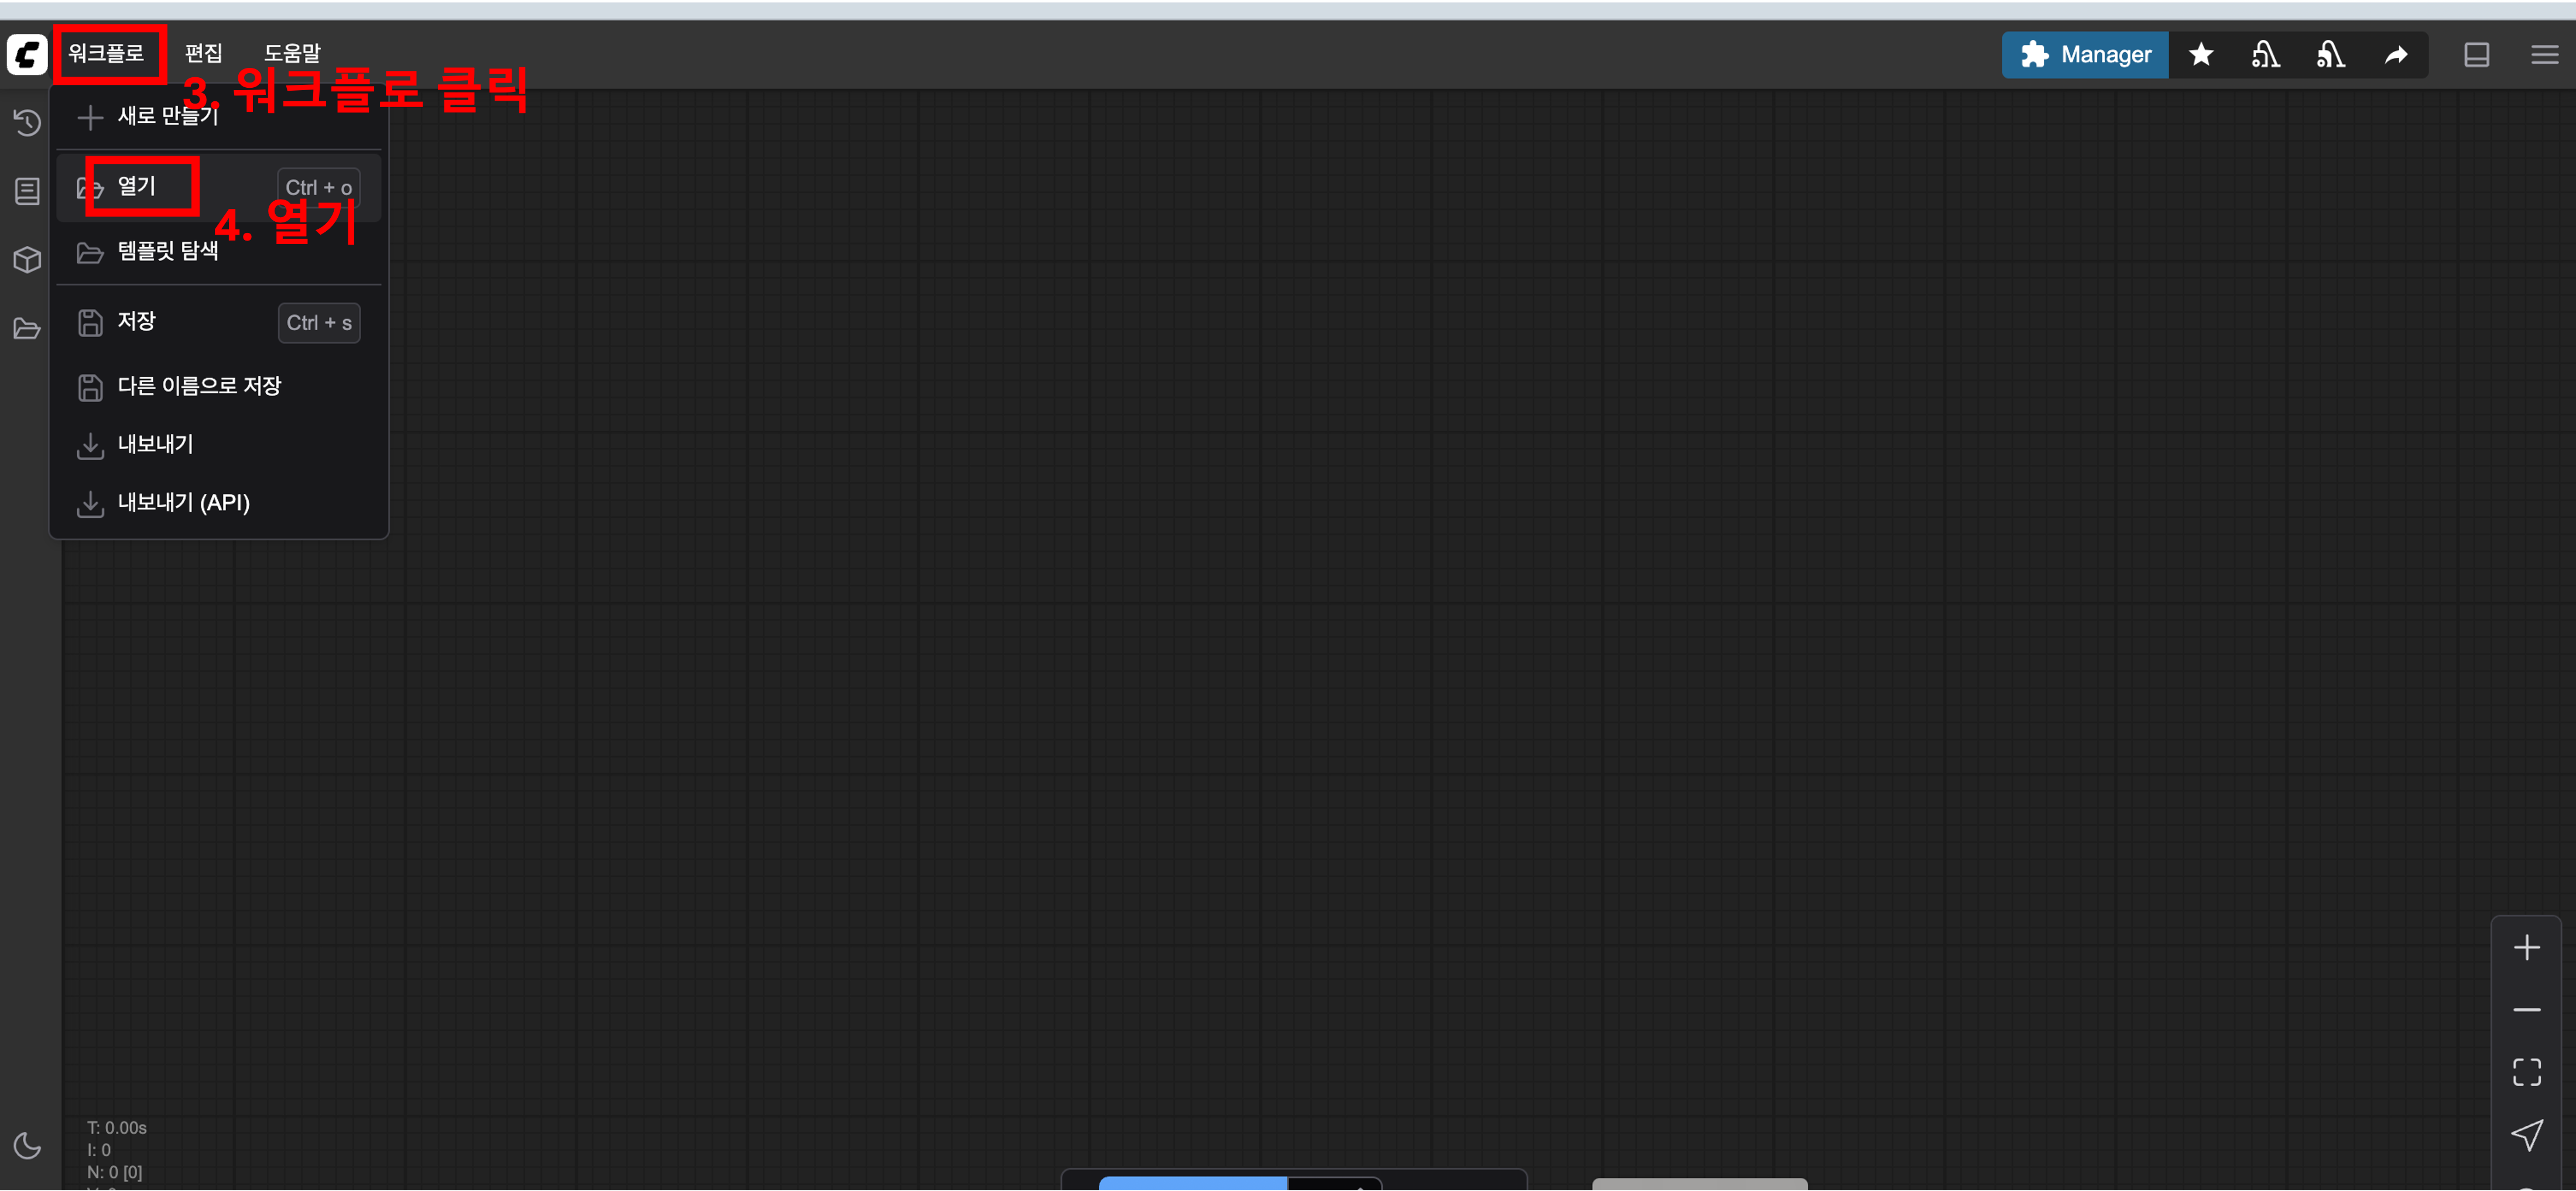 워크플로 편집 도움말 Manager
3. 워크플로 클릭
새로 만들기
열기 Ctrl + o
4. 열기
템플릿 탐색
저장 Ctrl + s
다른 이름으로 저장
내보내기
내보내기 (API)
T: 0.00s
I: 0
N: 0 [0]